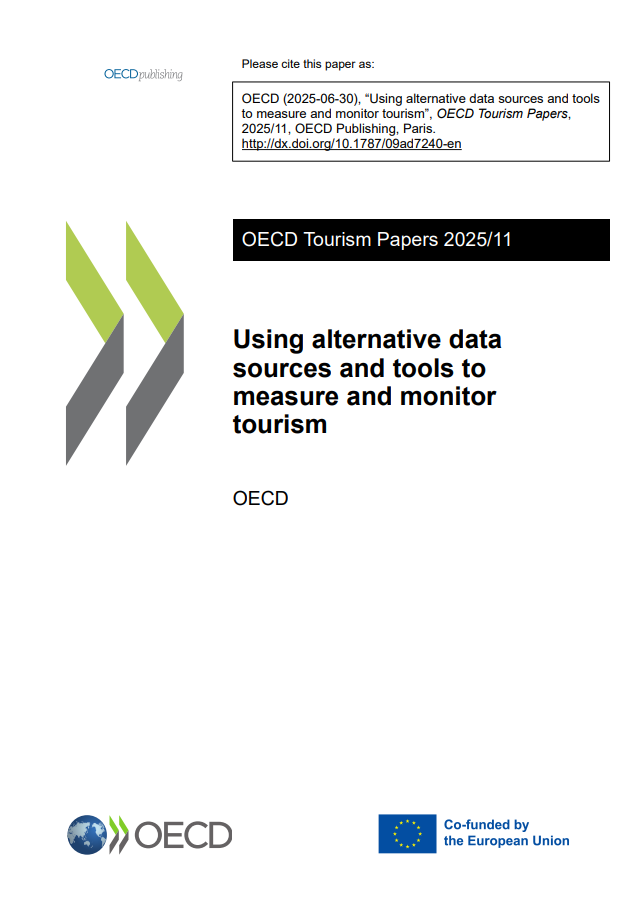 OECDpublishing
Please cite this paper as:
OECD (2025-06-30), “Using alternative data sources and tools
to measure and monitor tourism”, OECD Tourism Papers,
2025/11, OECD Publishing, Paris.
http://dx.doi.org/10.1787/09ad7240-en
OECD Tourism Papers 2025/11
Using alternative data
sources and tools to
measure and monitor
tourism
OECD
OECD
Co-funded by
the European Union